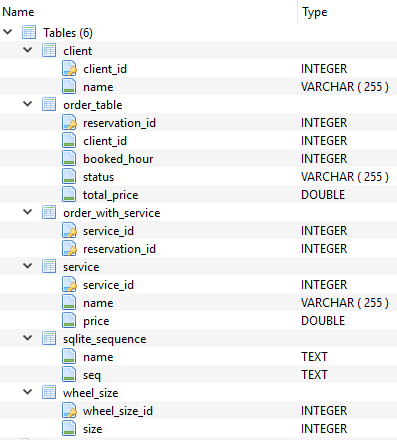 Name Type
Tables (6)
client
client_id INTEGER
name VARCHAR ( 255 )
order_table
reservation_id INTEGER
client_id INTEGER
booked_hour INTEGER
status VARCHAR ( 255 )
total_price DOUBLE
order_with_service
service_id INTEGER
reservation_id INTEGER
service
service_id INTEGER
name VARCHAR ( 255 )
price DOUBLE
sqlite_sequence
name TEXT
seq TEXT
wheel_size
wheel_size_id INTEGER
size INTEGER